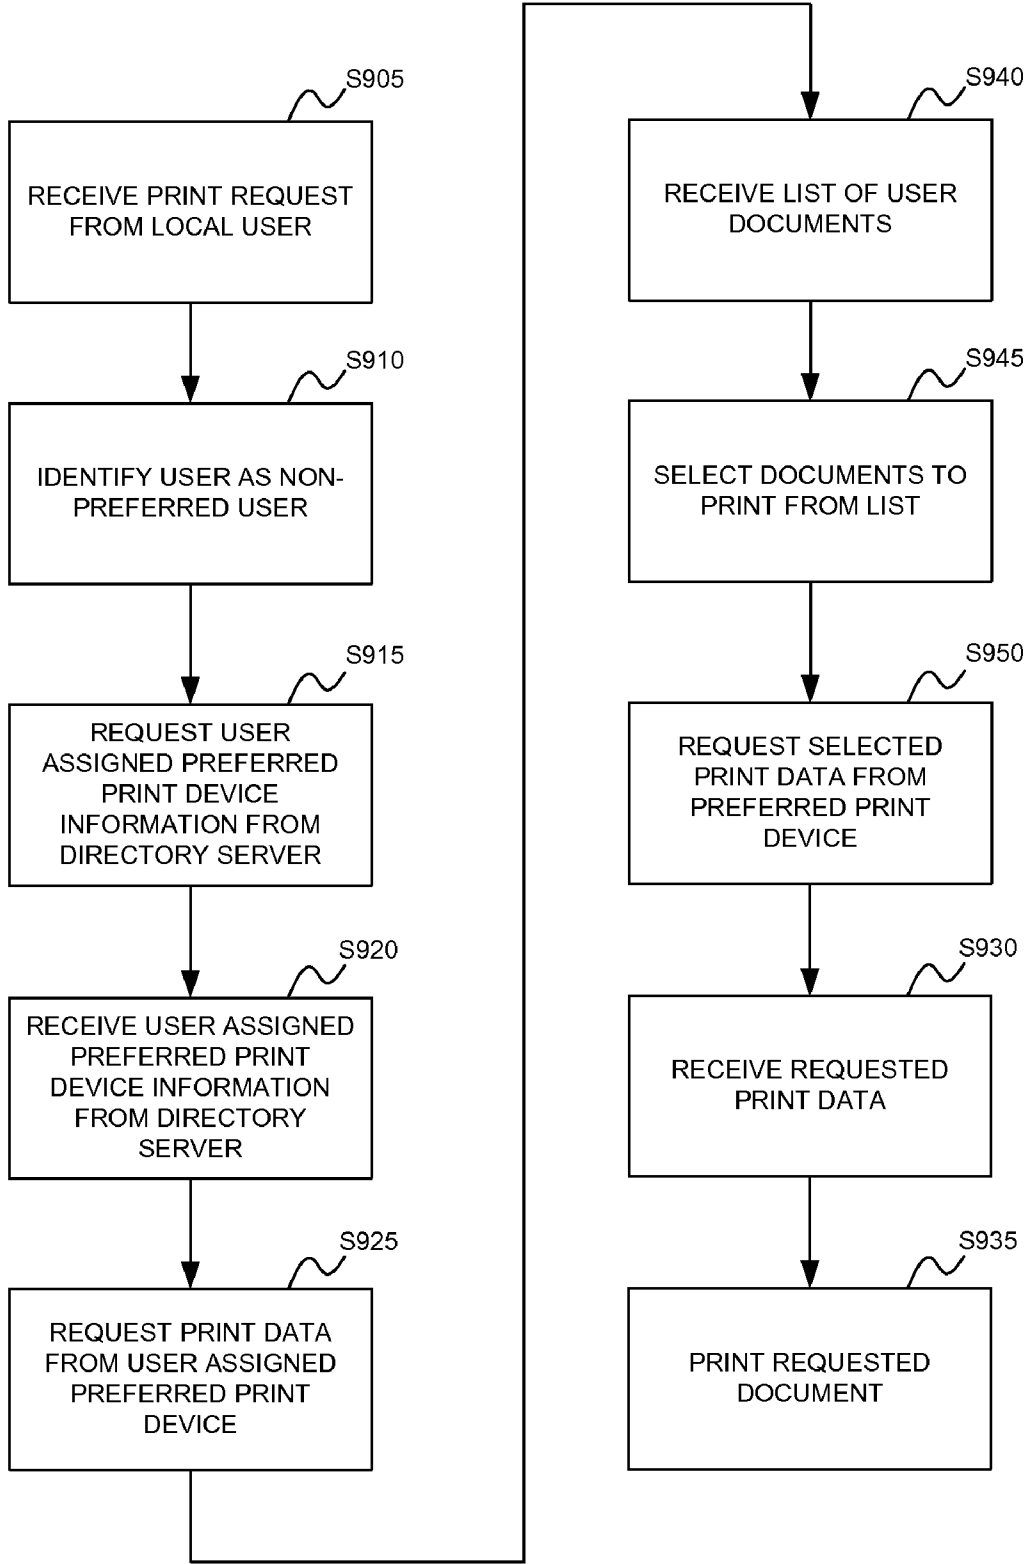 S905
RECEIVE PRINT REQUEST
FROM LOCAL USER
S910
IDENTIFY USER AS NON-
PREFERRED USER
S915
REQUEST USER
ASSIGNED PREFERRED
PRINT DEVICE
INFORMATION FROM
DIRECTORY SERVER
S920
RECEIVE USER ASSIGNED
PREFERRED PRINT
DEVICE INFORMATION
FROM DIRECTORY
SERVER
S925
REQUEST PRINT DATA
FROM USER ASSIGNED
PREFERRED PRINT
DEVICE
S940
RECEIVE LIST OF USER
DOCUMENTS
S945
SELECT DOCUMENTS TO
PRINT FROM LIST
S950
REQUEST SELECTED
PRINT DATA FROM
PREFERRED PRINT
DEVICE
S930
RECEIVE REQUESTED
PRINT DATA
S935
PRINT REQUESTED
DOCUMENT